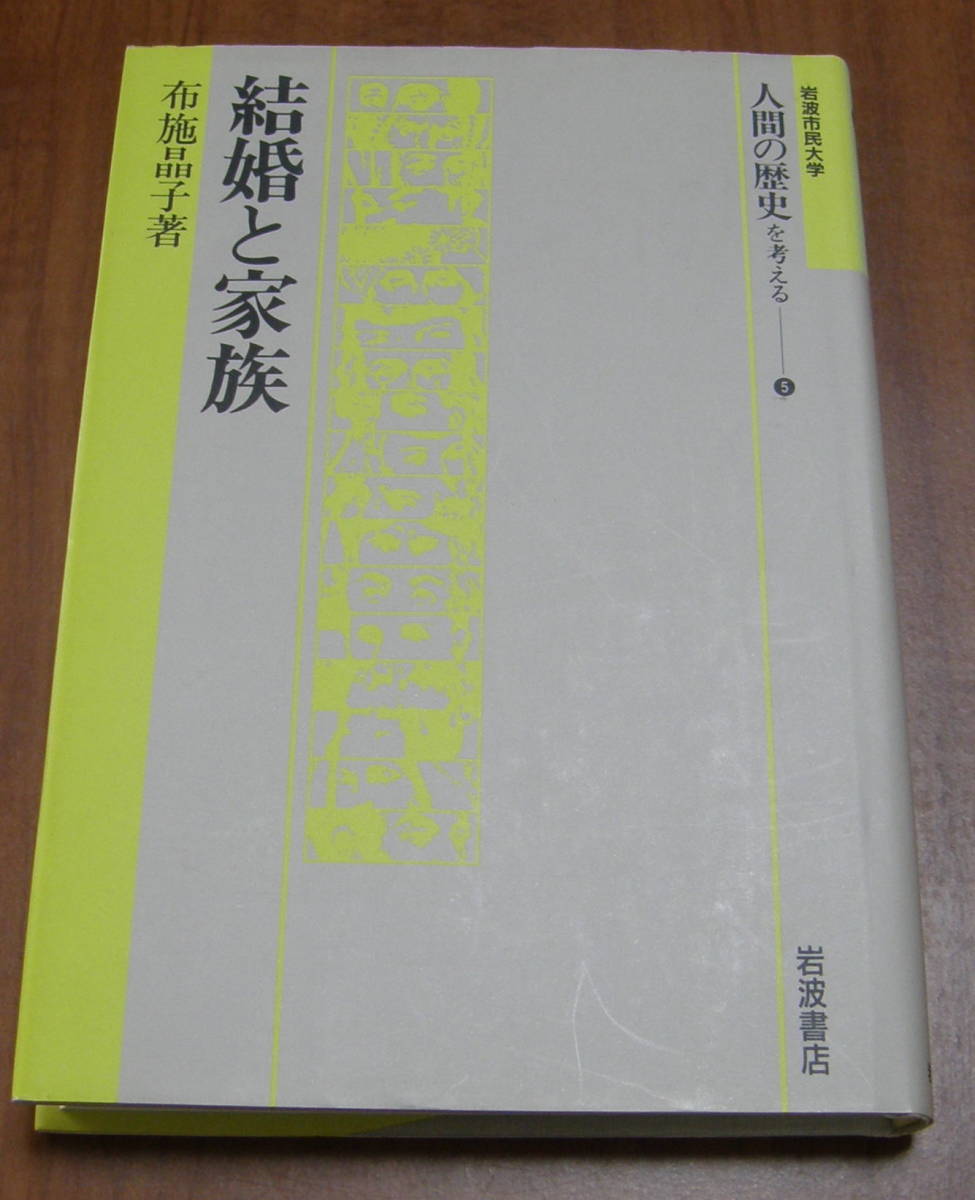 岩波市民大学
人間の歴史を考える——5
結婚と家族
布施晶子著
岩波書店